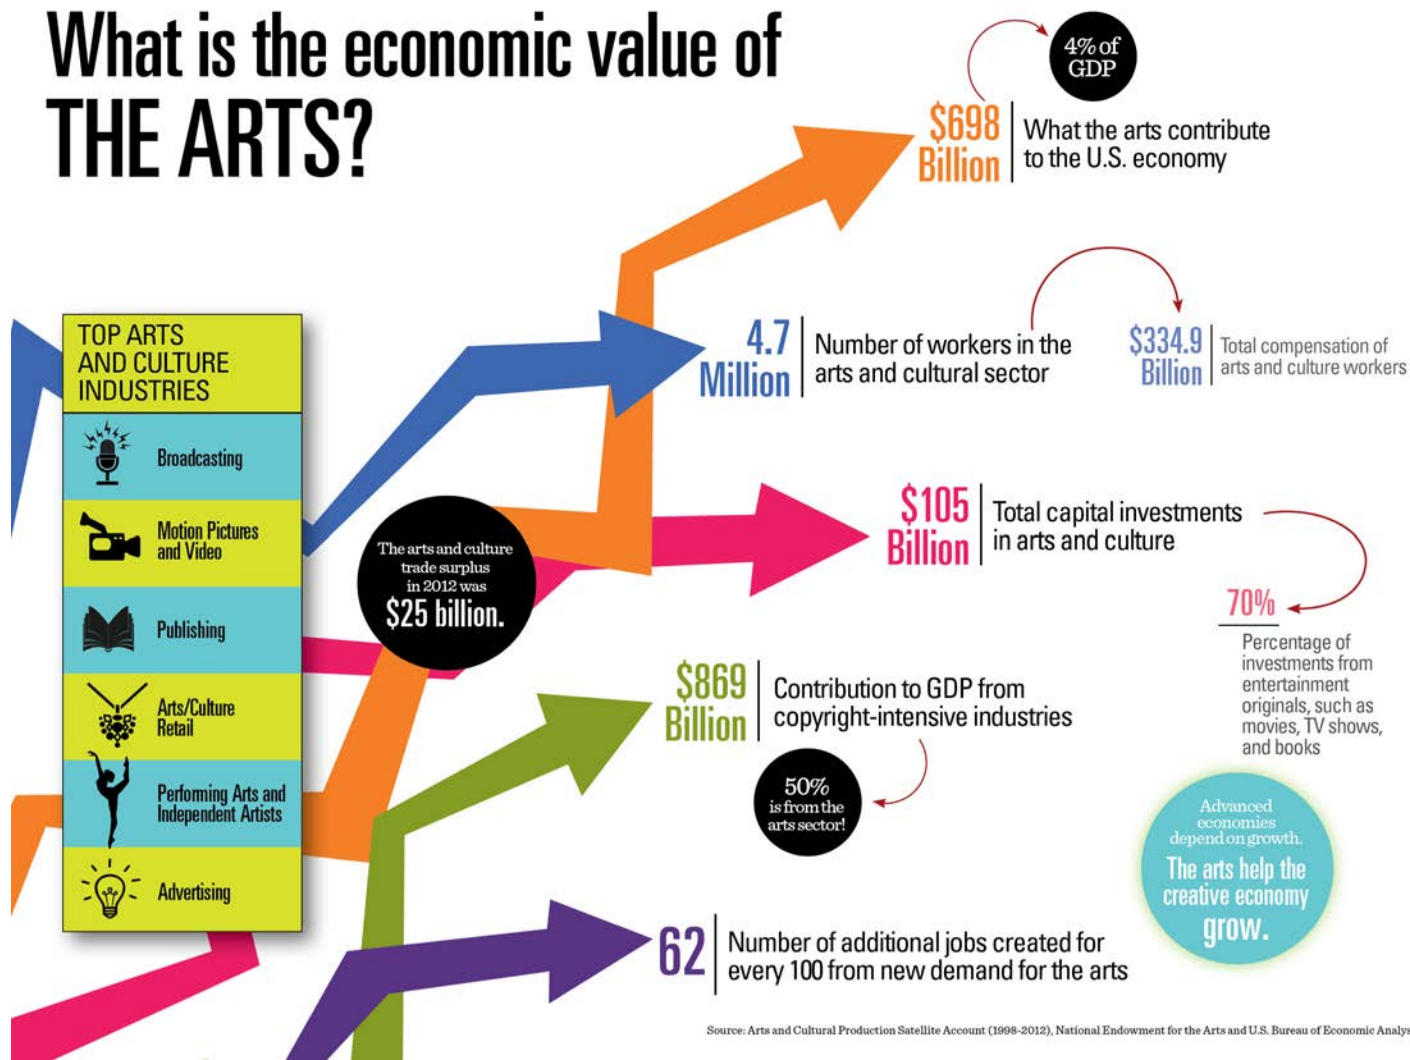 What is the economic value of
THE ARTS?
4% of
GDP
$698
Billion
What the arts contribute
to the U.S. economy
TOP ARTS
AND CULTURE
INDUSTRIES
Broadcasting
Motion Pictures
and Video
Publishing
Arts/Culture
Retail
Performing Arts and
Independent Artists
Advertising
4.7
Million
Number of workers in the
arts and cultural sector
$334.9
Billion
Total compensation of
arts and culture workers
The arts and culture
trade surplus
in 2012 was
$25 billion.
$105
Billion
Total capital investments
in arts and culture
70%
Percentage of
investments from
entertainment
originals, such as
movies, TV shows,
and books
$869
Billion
Contribution to GDP from
copyright-intensive industries
50%
is from the
arts sector!
Advanced
economies
depend on growth.
The arts help the
creative economy
grow.
62
Number of additional jobs created for
every 100 from new demand for the arts
Source: Arts and Cultural Production Satellite Account (1998-2012), National Endowment for the Arts and U.S. Bureau of Economic